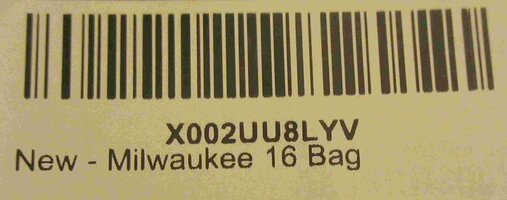 X002UU8LYV
New - Milwaukee 16 Bag